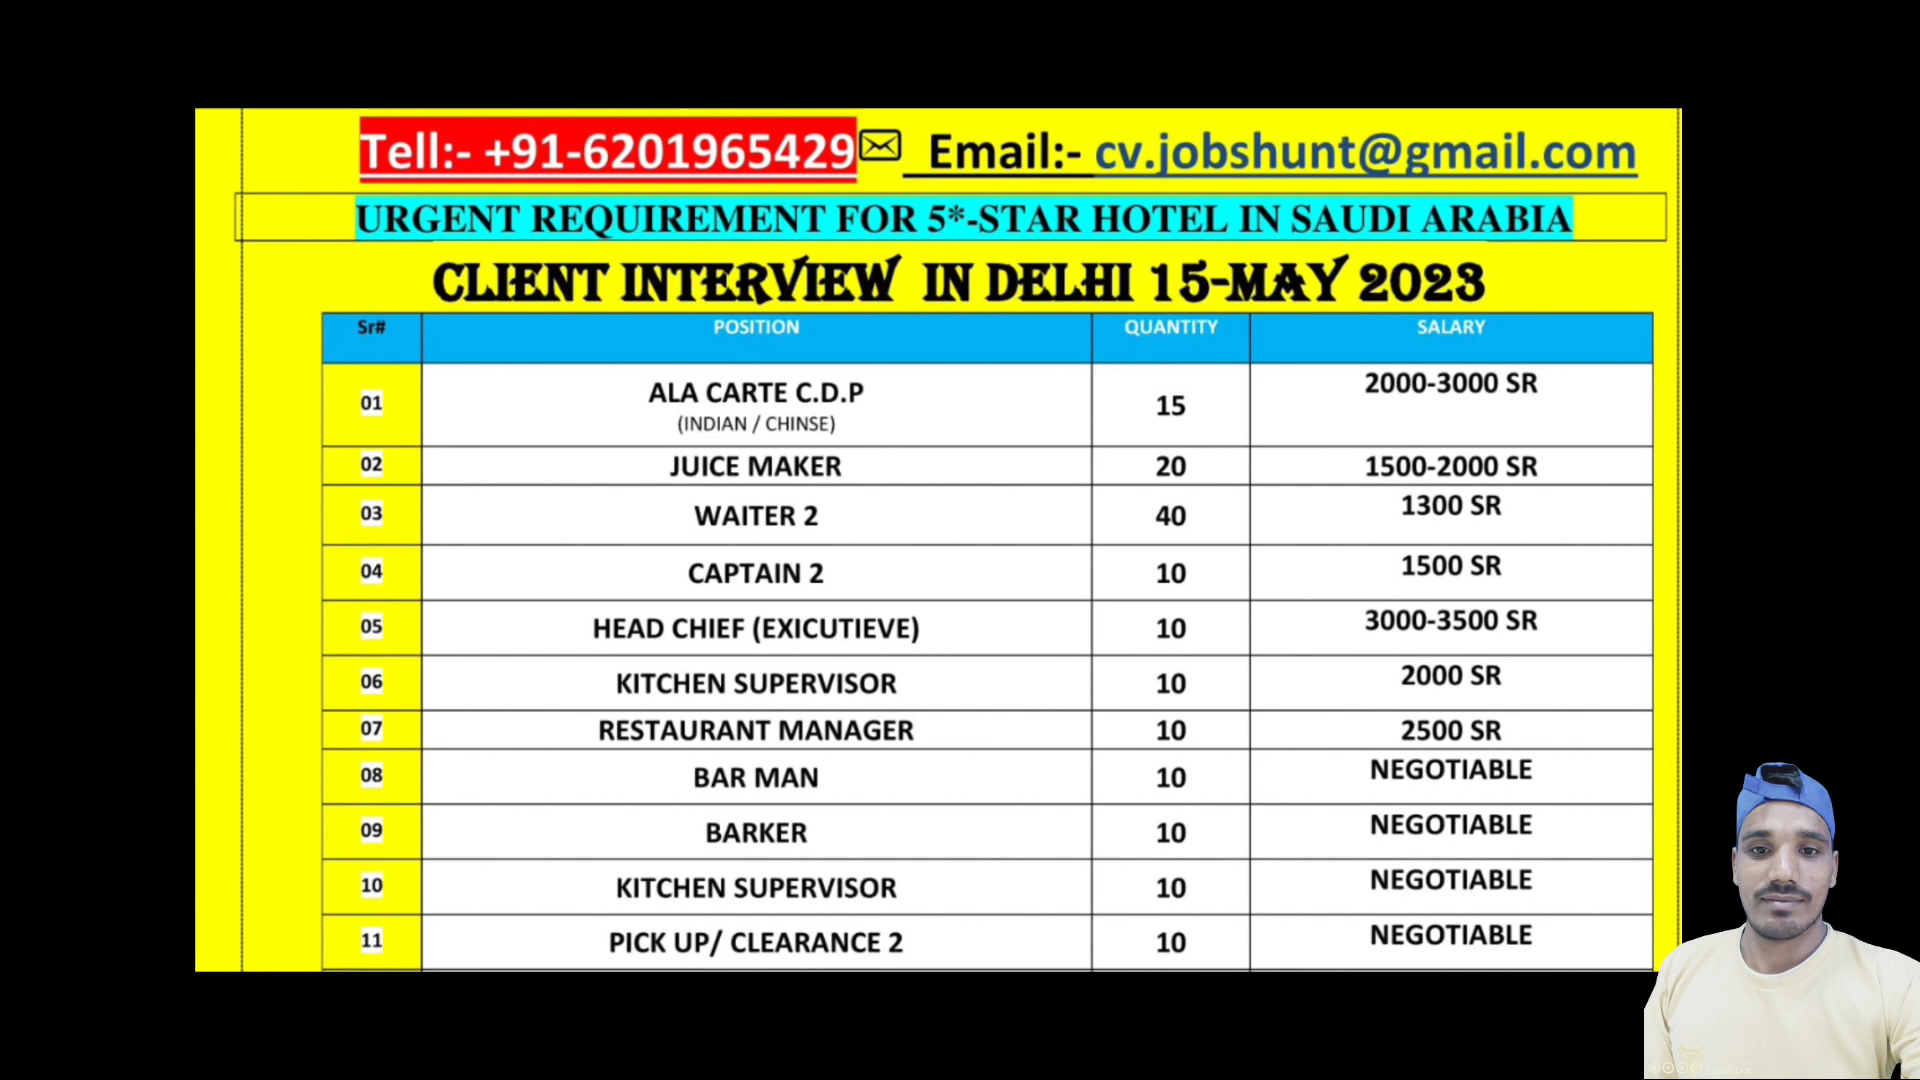 Tell:- +91-6201965429 Email:- cv.jobshunt@gmail.com
URGENT REQUIREMENT FOR 5*-STAR HOTEL IN SAUDI ARABIA
CLIENT INTERVIEW IN DELHI 15-MAY 2023
Sr# POSITION QUANTITY SALARY
01 ALA CARTE C.D.P 15 2000-3000 SR
(INDIAN / CHINSE)
02 JUICE MAKER 20 1500-2000 SR
03 WAITER 2 40 1300 SR
04 CAPTAIN 2 10 1500 SR
05 HEAD CHIEF (EXICUTIEVE) 10 3000-3500 SR
06 KITCHEN SUPERVISOR 10 2000 SR
07 RESTAURANT MANAGER 10 2500 SR
08 BAR MAN 10 NEGOTIABLE
09 BARKER 10 NEGOTIABLE
10 KITCHEN SUPERVISOR 10 NEGOTIABLE
11 PICK UP/ CLEARANCE 2 10 NEGOTIABLE